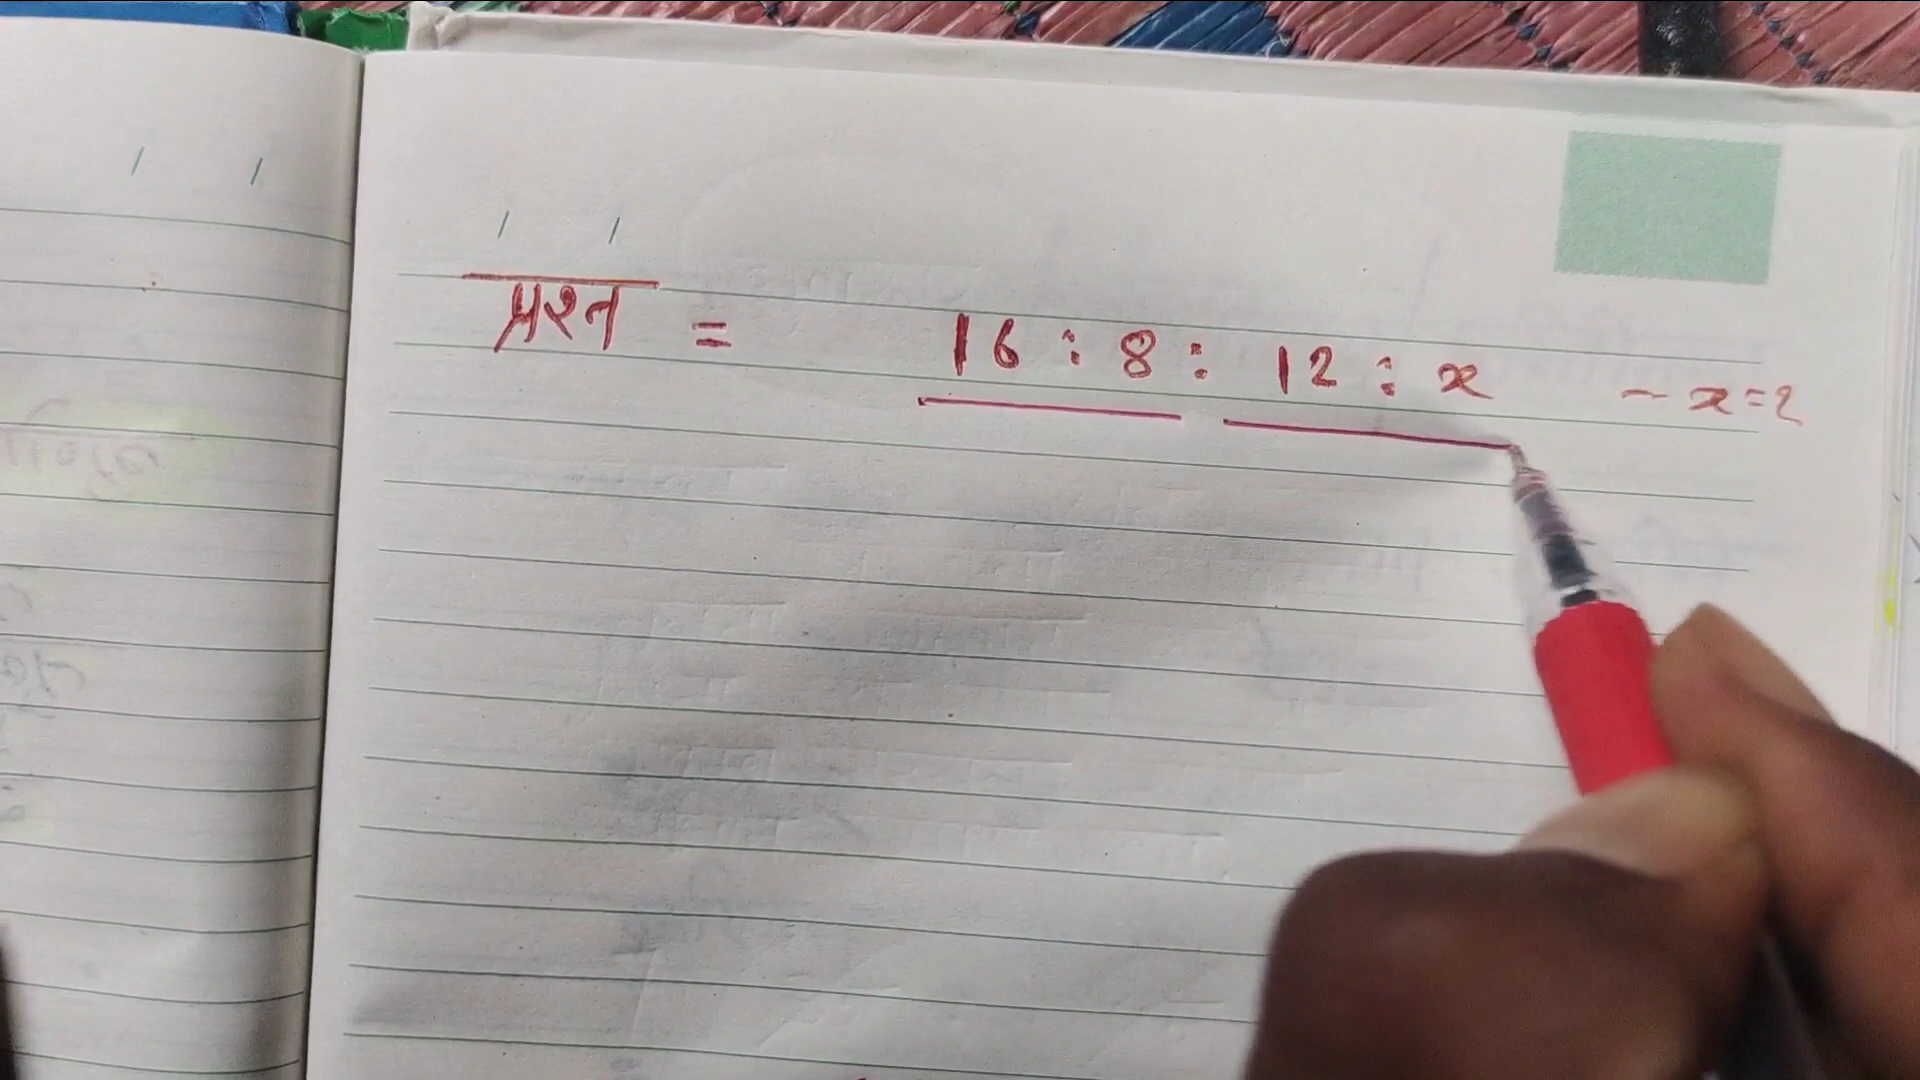 प्रश्न = 16 : 8 : 12 : x - x=2